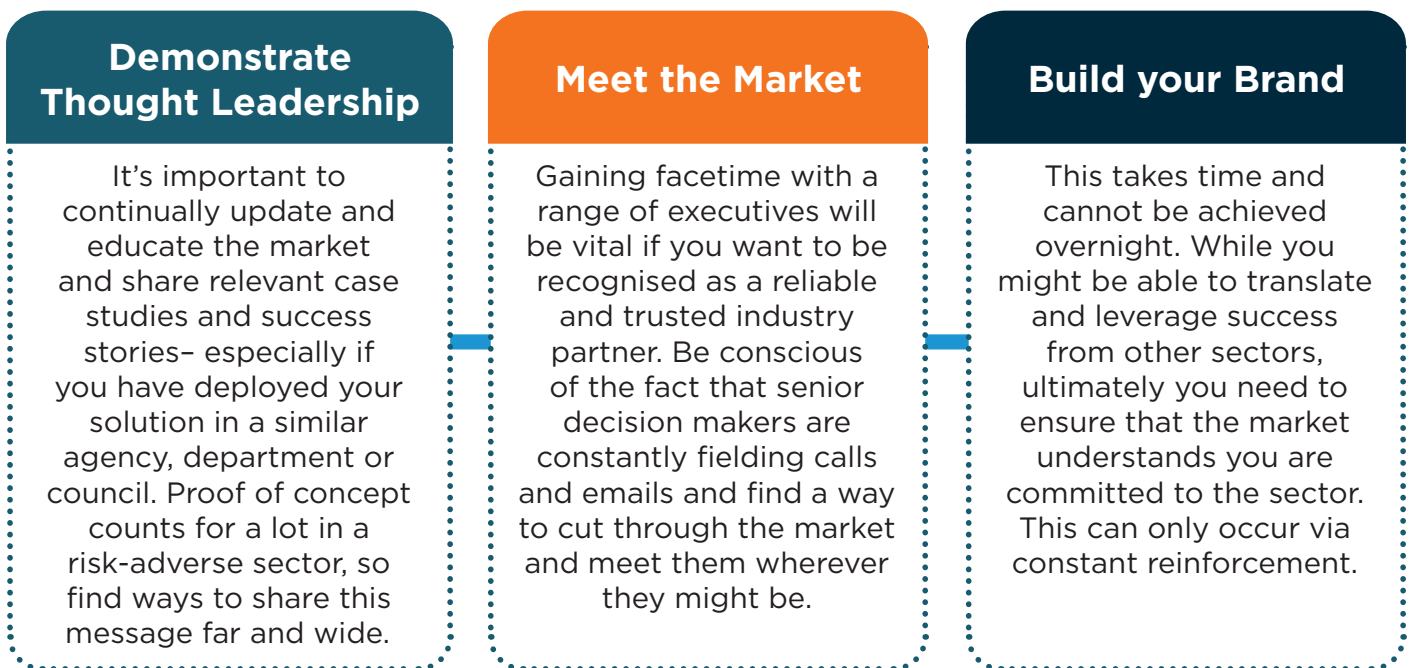 Demonstrate
Thought Leadership
It’s important to
continually update and
educate the market
and share relevant case
studies and success
stories– especially if
you have deployed your
solution in a similar
agency, department or
council. Proof of concept
counts for a lot in a
risk-adverse sector, so
find ways to share this
message far and wide.
Meet the Market
Gaining facetime with a
range of executives will
be vital if you want to be
recognised as a reliable
and trusted industry
partner. Be conscious
of the fact that senior
decision makers are
constantly fielding calls
and emails and find a way
to cut through the market
and meet them wherever
they might be.
Build your Brand
This takes time and
cannot be achieved
overnight. While you
might be able to translate
and leverage success
from other sectors,
ultimately you need to
ensure that the market
understands you are
committed to the sector.
This can only occur via
constant reinforcement.